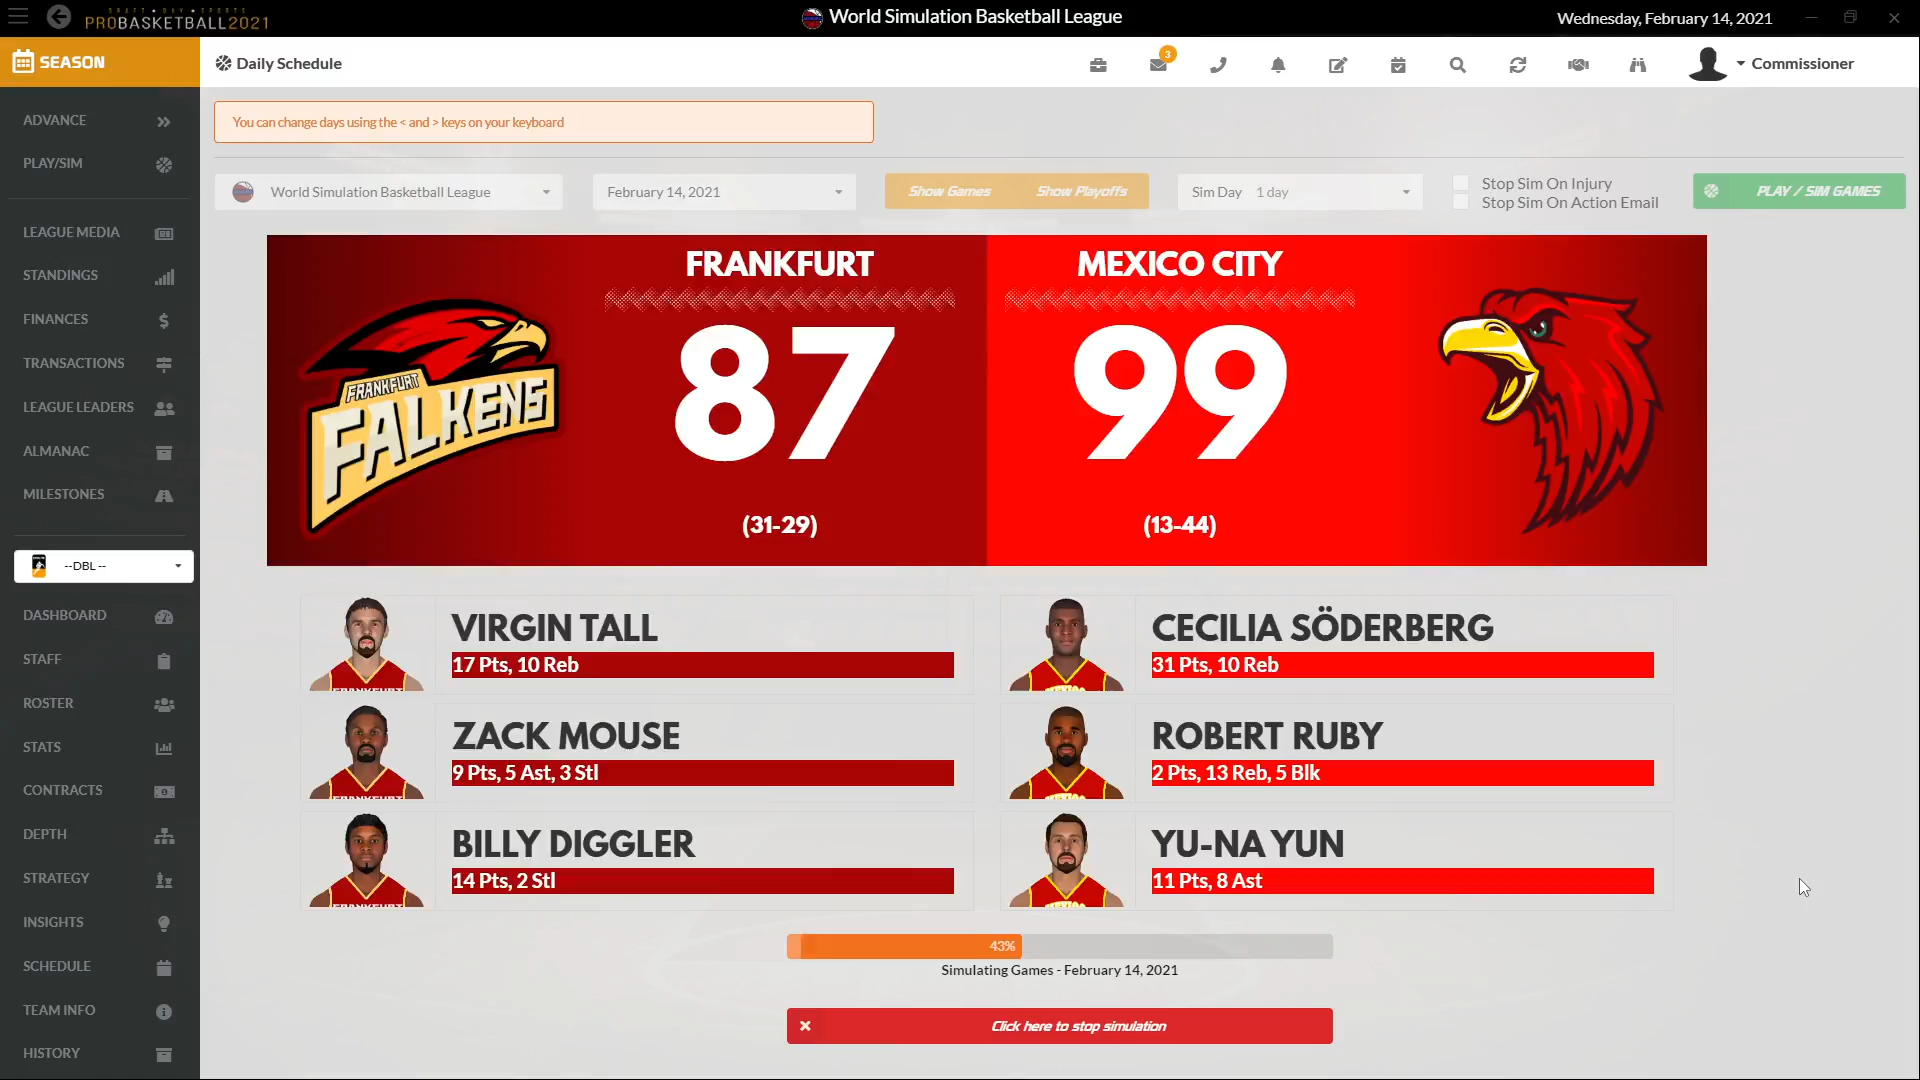 DRAFT • DAY • SPORTS
PROBASKETBALL2021
World Simulation Basketball League
Wednesday, February 14, 2021
SEASON
Daily Schedule
3
Commissioner
You can change days using the < and > keys on your keyboard
ADVANCE
PLAY/SIM
World Simulation Basketball League
February 14, 2021
Show Games
Show Playoffs
Sim Day 1 day
Stop Sim On Injury
Stop Sim On Action Email
PLAY / SIM GAMES
LEAGUE MEDIA
STANDINGS
FINANCES
TRANSACTIONS
LEAGUE LEADERS
ALMANAC
MILESTONES
--DBL--
DASHBOARD
STAFF
ROSTER
STATS
CONTRACTS
DEPTH
STRATEGY
INSIGHTS
SCHEDULE
TEAM INFO
HISTORY
FRANKFURT
87
(31-29)
FRANKFURT
FALKENS
MEXICO CITY
99
(13-44)
VIRGIN TALL
17 Pts, 10 Reb
ZACK MOUSE
9 Pts, 5 Ast, 3 Stl
BILLY DIGGLER
14 Pts, 2 Stl
CECILIA SÖDERBERG
31 Pts, 10 Reb
ROBERT RUBY
2 Pts, 13 Reb, 5 Blk
YU-NA YUN
11 Pts, 8 Ast
43%
Simulating Games - February 14, 2021
Click here to stop simulation